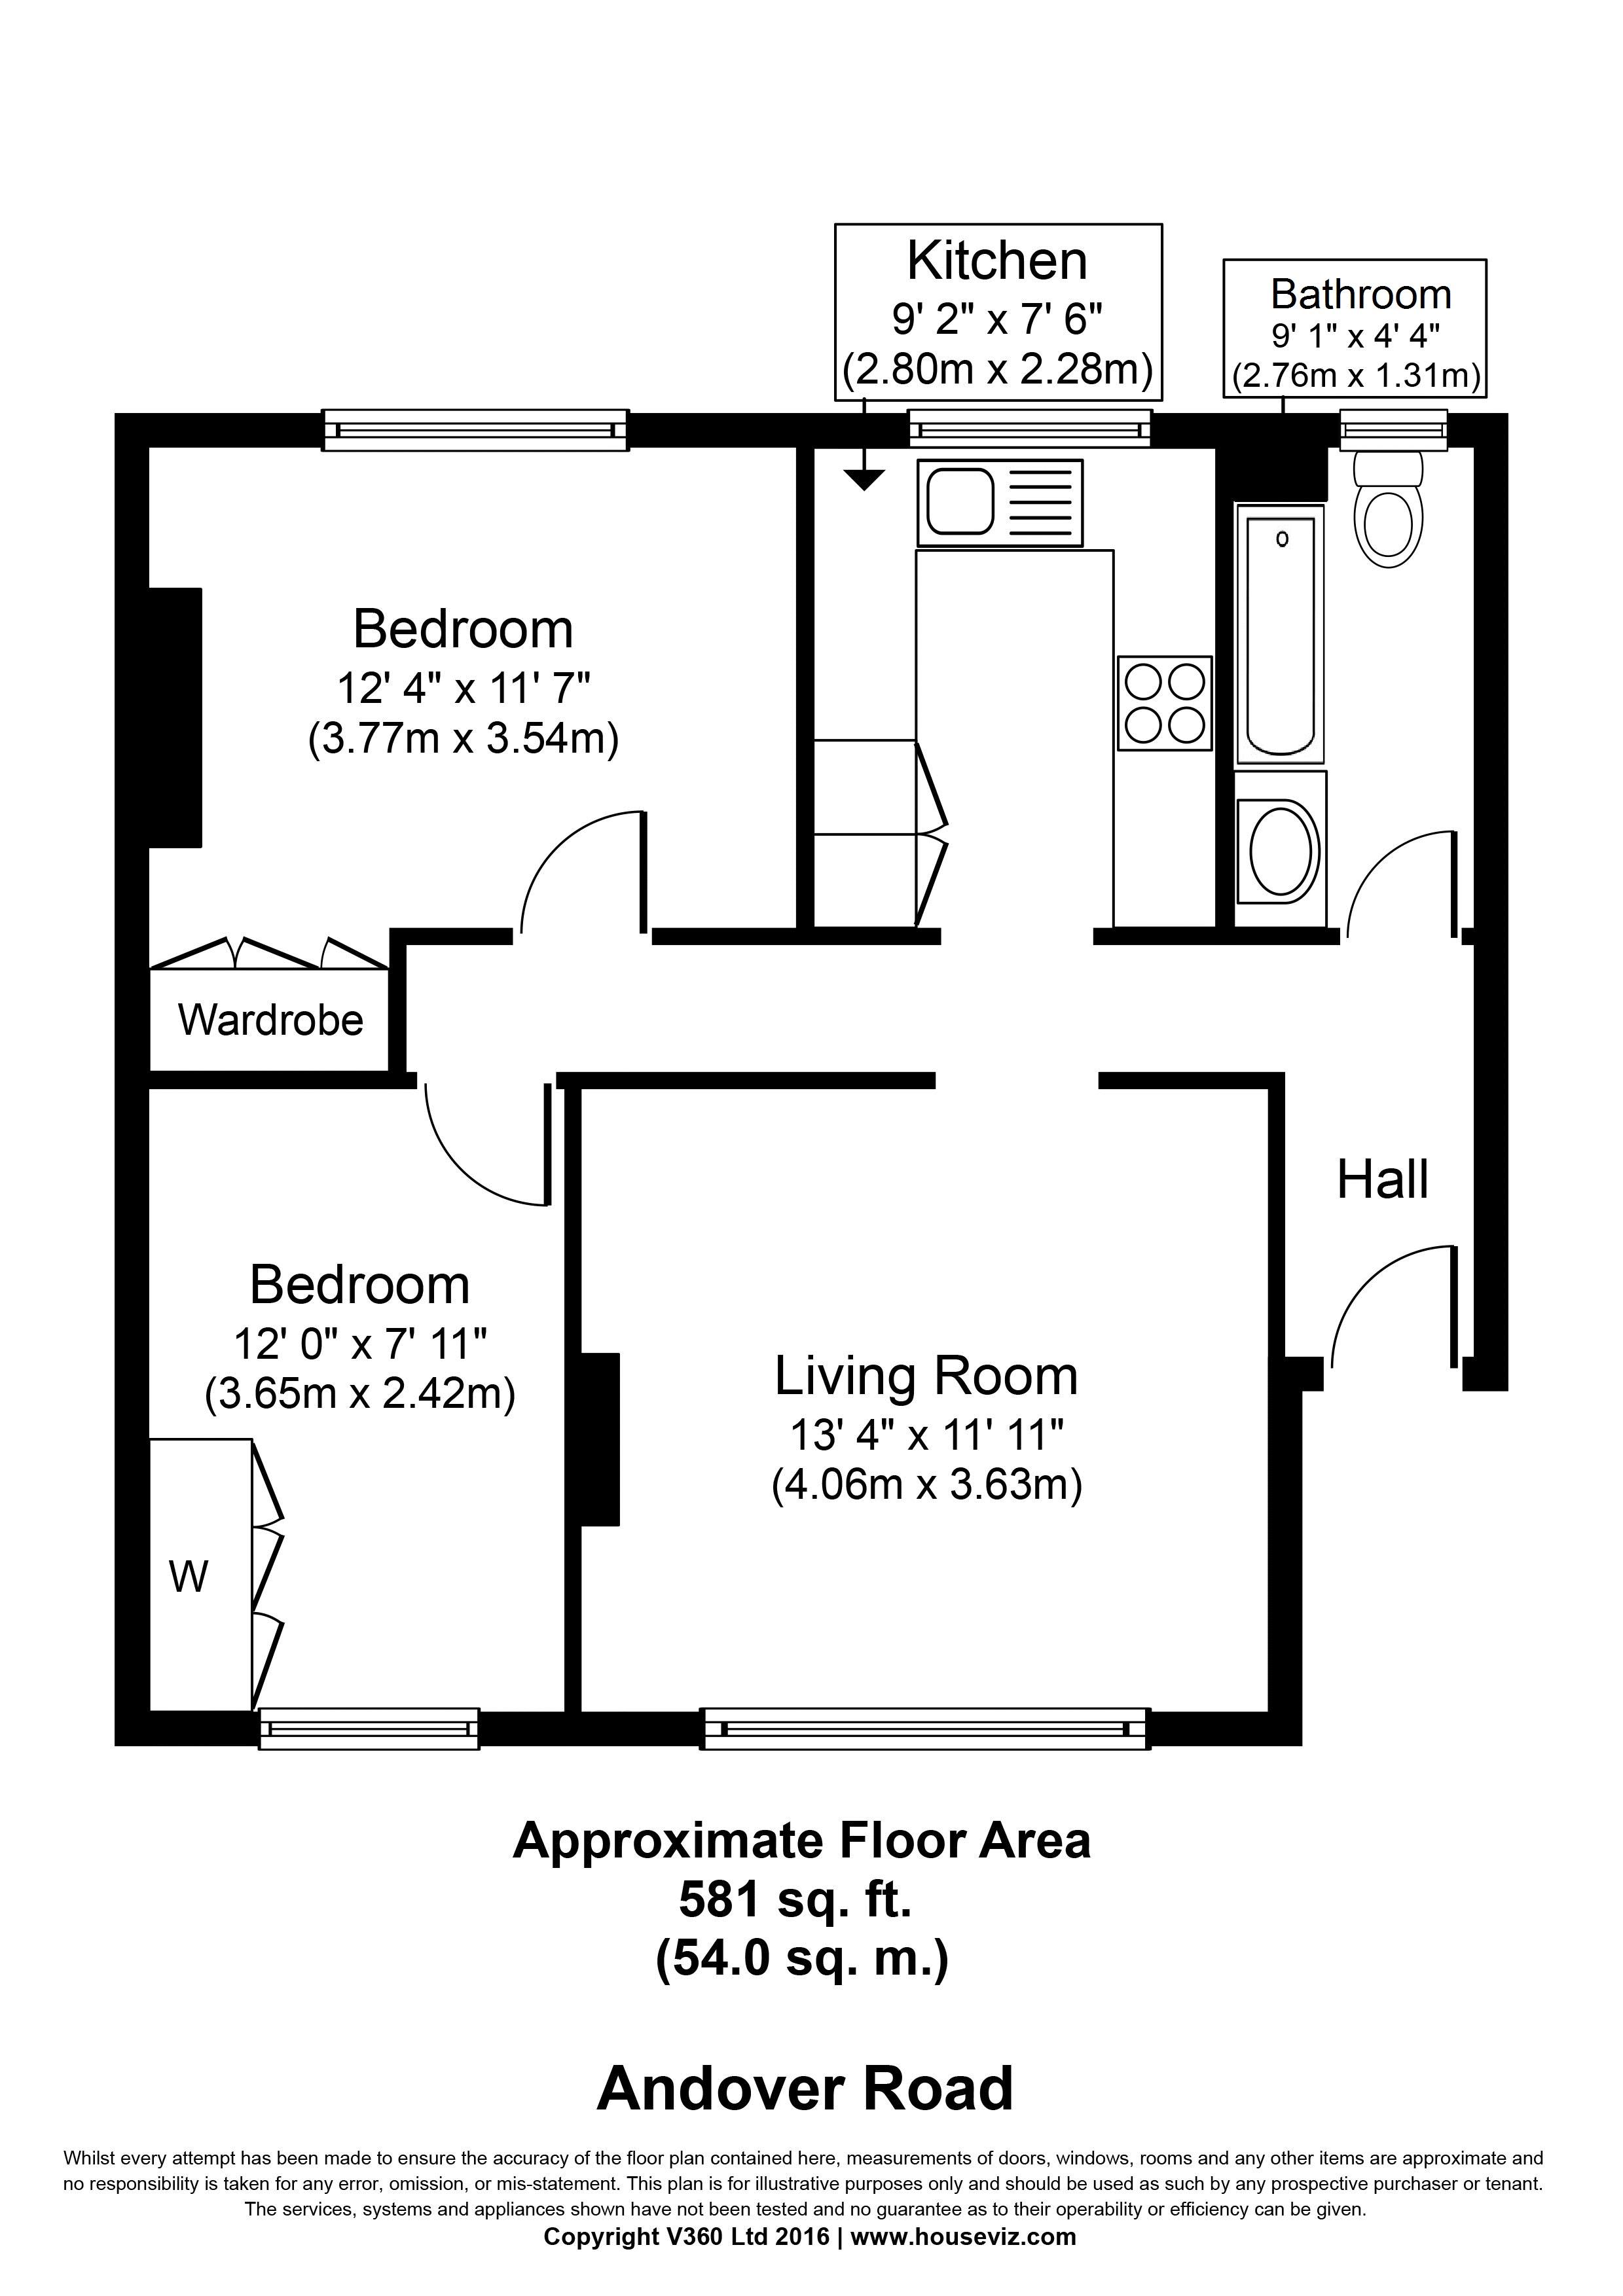 Kitchen
9' 2" x 7' 6"
(2.80m x 2.28m)
Bathroom
9' 1" x 4' 4"
(2.76m x 1.31m)
Bedroom
12' 4" x 11' 7"
(3.77m x 3.54m)
Wardrobe
Hall
Bedroom
12' 0" x 7' 11"
(3.65m x 2.42m)
Living Room
13' 4" x 11' 11"
(4.06m x 3.63m)
W
Approximate Floor Area
581 sq. ft.
(54.0 sq. m.)
Andover Road
Whilst every attempt has been made to ensure the accuracy of the floor plan contained here, measurements of doors, windows, rooms and any other items are approximate and
no responsibility is taken for any error, omission, or mis-statement. This plan is for illustrative purposes only and should be used as such by any prospective purchaser or tenant.
The services, systems and appliances shown have not been tested and no guarantee as to their operability or efficiency can be given.
Copyright V360 Ltd 2016 | www.houseviz.com